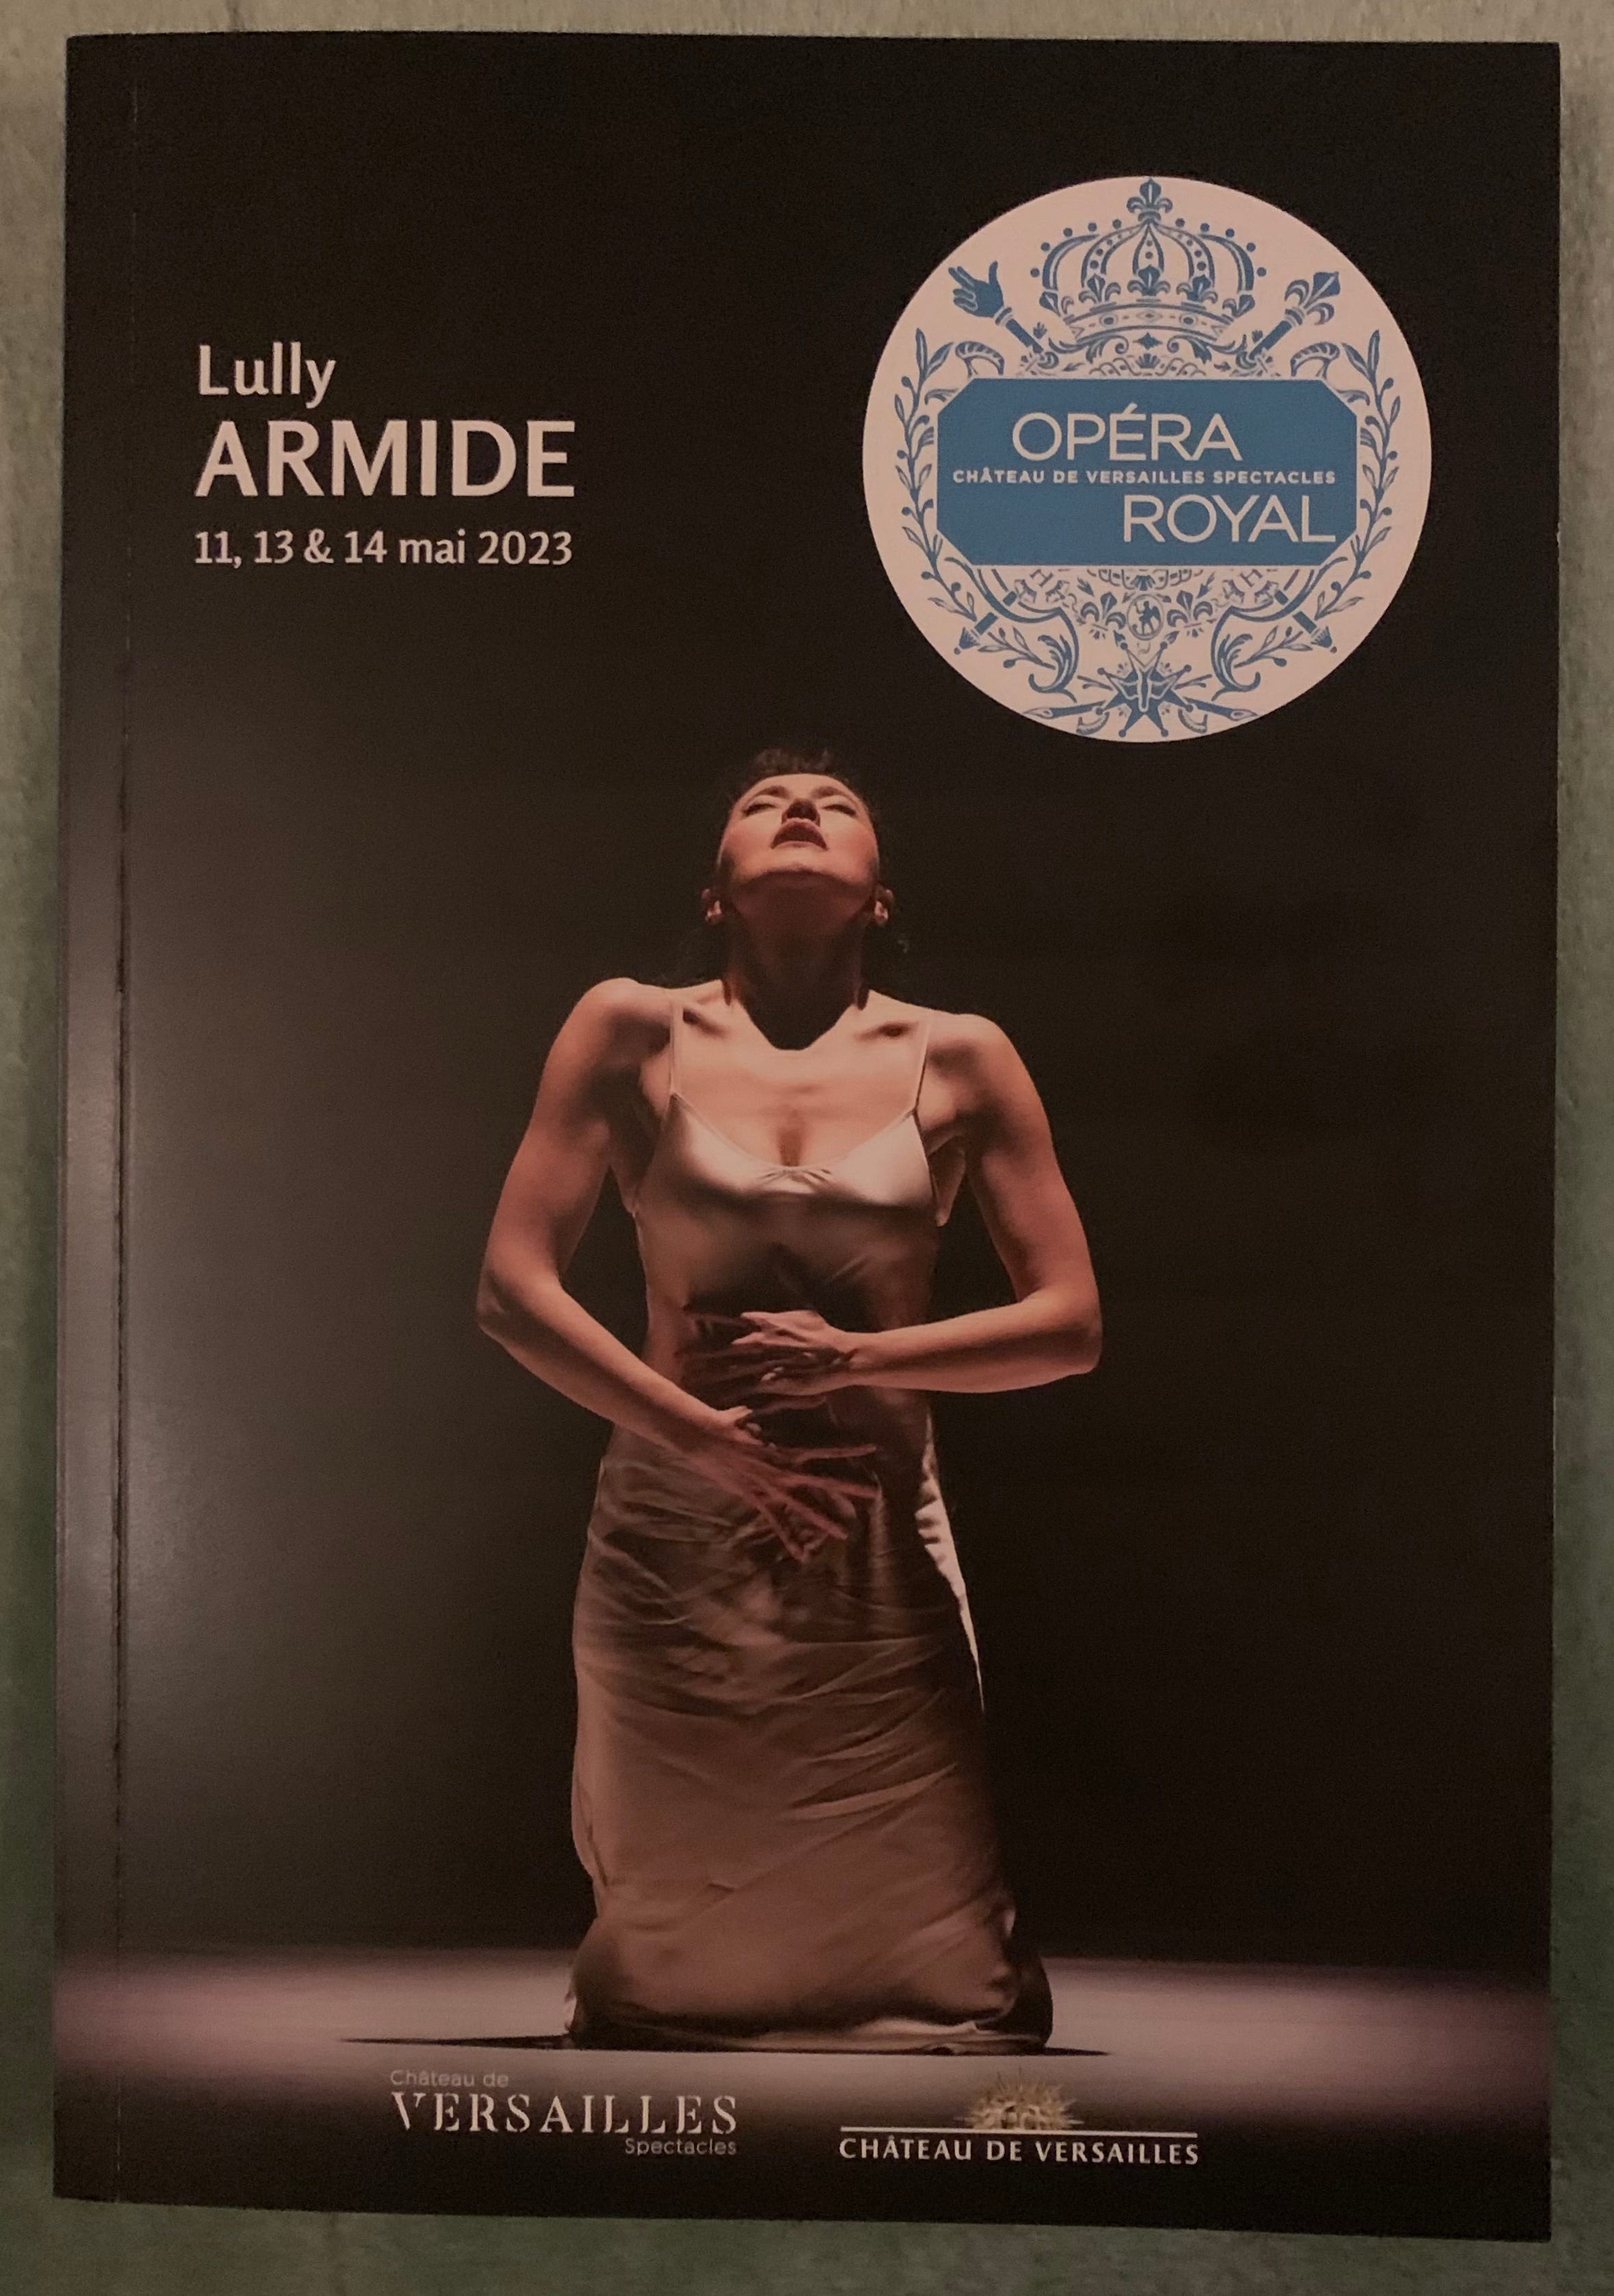 Lully
ARMIDE
11, 13 & 14 mai 2023
OPÉRA
CHÂTEAU DE VERSAILLES SPECTACLES
ROYAL
Château de
VERSAILLES
Spectacles
CHÂTEAU DE VERSAILLES